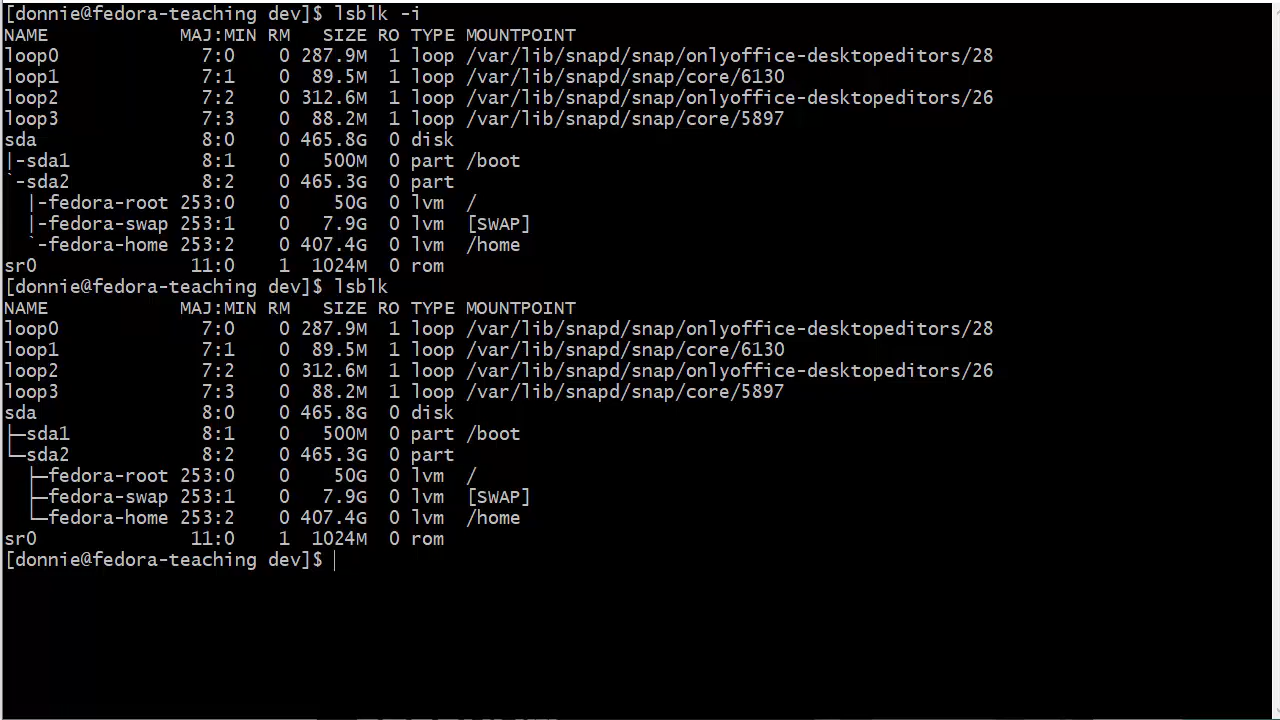 [donnie@fedora-teaching dev]$ lsblk -i
NAME            MAJ:MIN RM   SIZE RO TYPE MOUNTPOINT
loop0             7:0    0 287.9M  1 loop /var/lib/snapd/snap/onlyoffice-desktopeditors/28
loop1             7:1    0  89.5M  1 loop /var/lib/snapd/snap/core/6130
loop2             7:2    0 312.6M  1 loop /var/lib/snapd/snap/onlyoffice-desktopeditors/26
loop3             7:3    0  88.2M  1 loop /var/lib/snapd/snap/core/5897
sda               8:0    0 465.8G  0 disk
|-sda1            8:1    0   500M  0 part /boot
`-sda2            8:2    0 465.3G  0 part
  |-fedora-root 253:0    0    50G  0 lvm  /
  |-fedora-swap 253:1    0   7.9G  0 lvm  [SWAP]
  `-fedora-home 253:2    0 407.4G  0 lvm  /home
sr0              11:0    1  1024M  0 rom
[donnie@fedora-teaching dev]$ lsblk
NAME            MAJ:MIN RM   SIZE RO TYPE MOUNTPOINT
loop0             7:0    0 287.9M  1 loop /var/lib/snapd/snap/onlyoffice-desktopeditors/28
loop1             7:1    0  89.5M  1 loop /var/lib/snapd/snap/core/6130
loop2             7:2    0 312.6M  1 loop /var/lib/snapd/snap/onlyoffice-desktopeditors/26
loop3             7:3    0  88.2M  1 loop /var/lib/snapd/snap/core/5897
sda               8:0    0 465.8G  0 disk
├─sda1            8:1    0   500M  0 part /boot
└─sda2            8:2    0 465.3G  0 part
  ├─fedora-root 253:0    0    50G  0 lvm  /
  ├─fedora-swap 253:1    0   7.9G  0 lvm  [SWAP]
  └─fedora-home 253:2    0 407.4G  0 lvm  /home
sr0              11:0    1  1024M  0 rom
[donnie@fedora-teaching dev]$